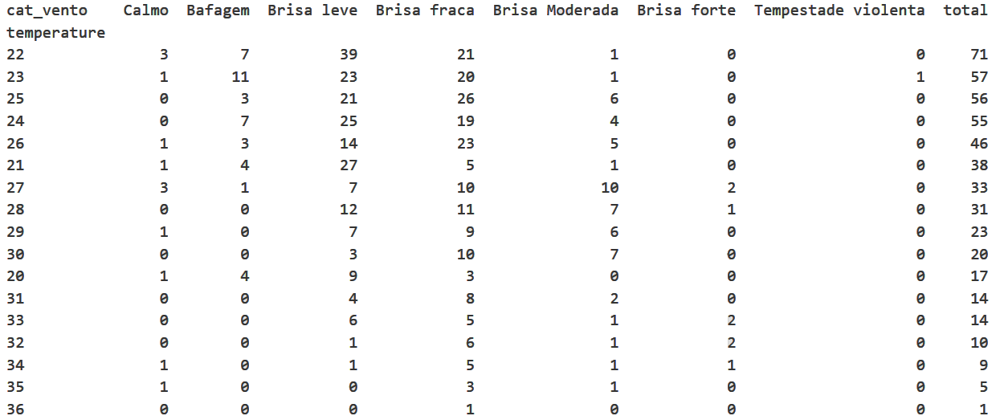 cat_vento Calmo Bafagem Brisa leve Brisa fraca Brisa Moderada Brisa forte Tempestade violenta total
temperature
22 3 7 39 21 1 0 0 71
23 1 11 23 20 1 0 1 57
25 0 3 21 26 6 0 0 56
24 0 7 25 19 4 0 0 55
26 1 3 14 23 5 0 0 46
21 1 4 27 5 1 0 0 38
27 3 1 7 10 10 2 0 33
28 0 0 12 11 7 1 0 31
29 1 0 7 9 6 0 0 23
30 0 0 3 10 7 0 0 20
20 1 4 9 3 0 0 0 17
31 0 0 4 8 2 0 0 14
33 0 0 6 5 1 2 0 14
32 0 0 1 6 1 2 0 10
34 1 0 1 5 1 1 0 9
35 1 0 0 3 1 0 0 5
36 0 0 0 1 0 0 0 1